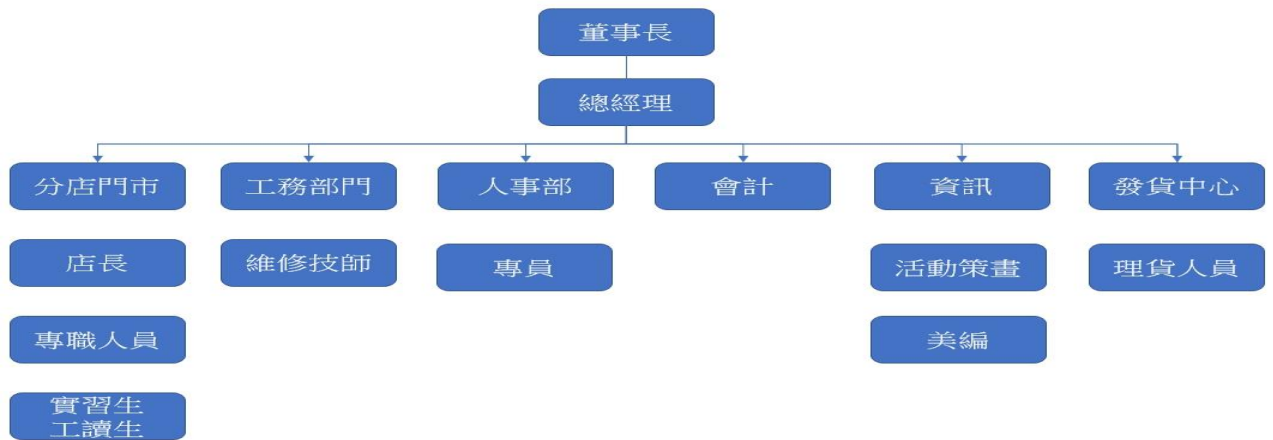 董事長
總經理
分店門市
工務部門
人事部
會計
資訊
發貨中心
店長
維修技師
專員
活動策畫
理貨人員
專職人員
美編
實習生
工讀生